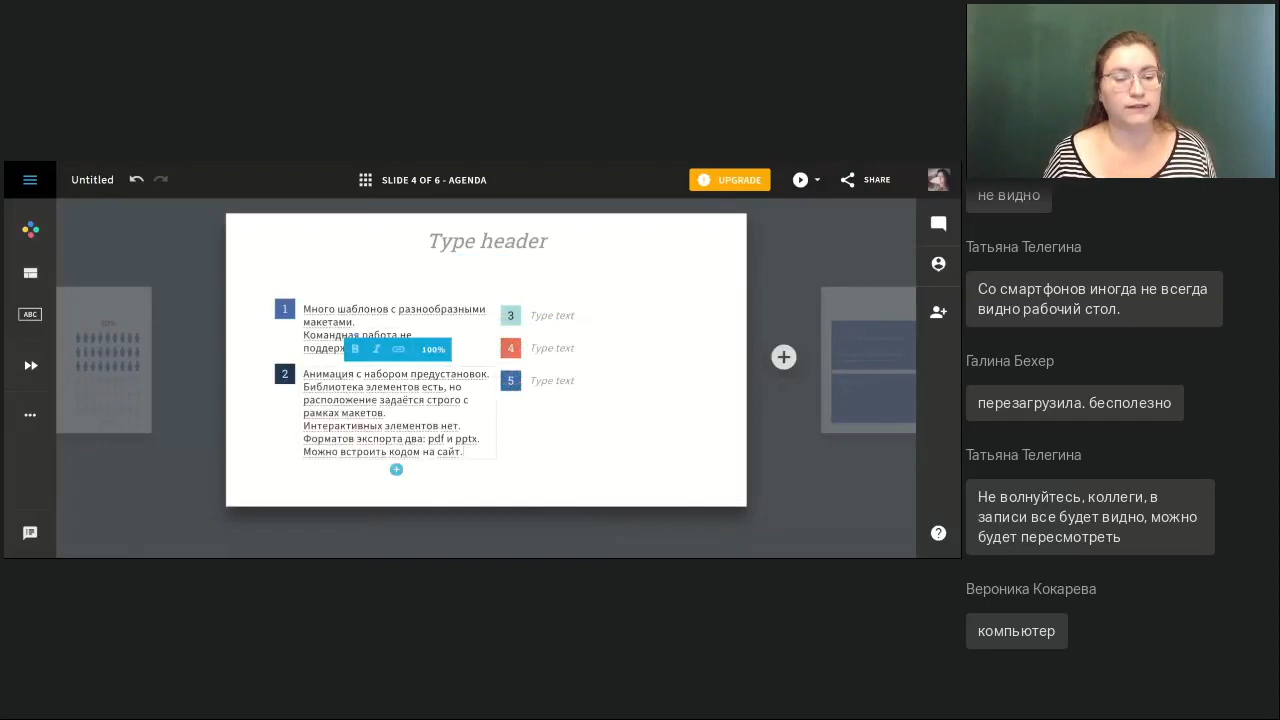 Untitled
SLIDE 4 OF 6 - AGENDA
UPGRADE
SHARE
ABC
Type header
1
Много шаблонов с разнообразными
макетами.
Командная работа не
B I 100%
2
Анимация с набором предустановок.
Библиотека элементов есть, но
расположение задаётся строго с
рамках макетов.
Интерактивных элементов нет.
Форматов экспорта два: pdf и pptx.
Можно встроить кодом на сайт.
3 Type text
4 Type text
5 Type text
не видно
Татьяна Телегина
Со смартфонов иногда не всегда
видно рабочий стол.
Галина Бехер
перезагрузила. бесполезно
Татьяна Телегина
Не волнуйтесь, коллеги, в
записи все будет видно, можно
будет пересмотреть
Вероника Кокарева
компьютер